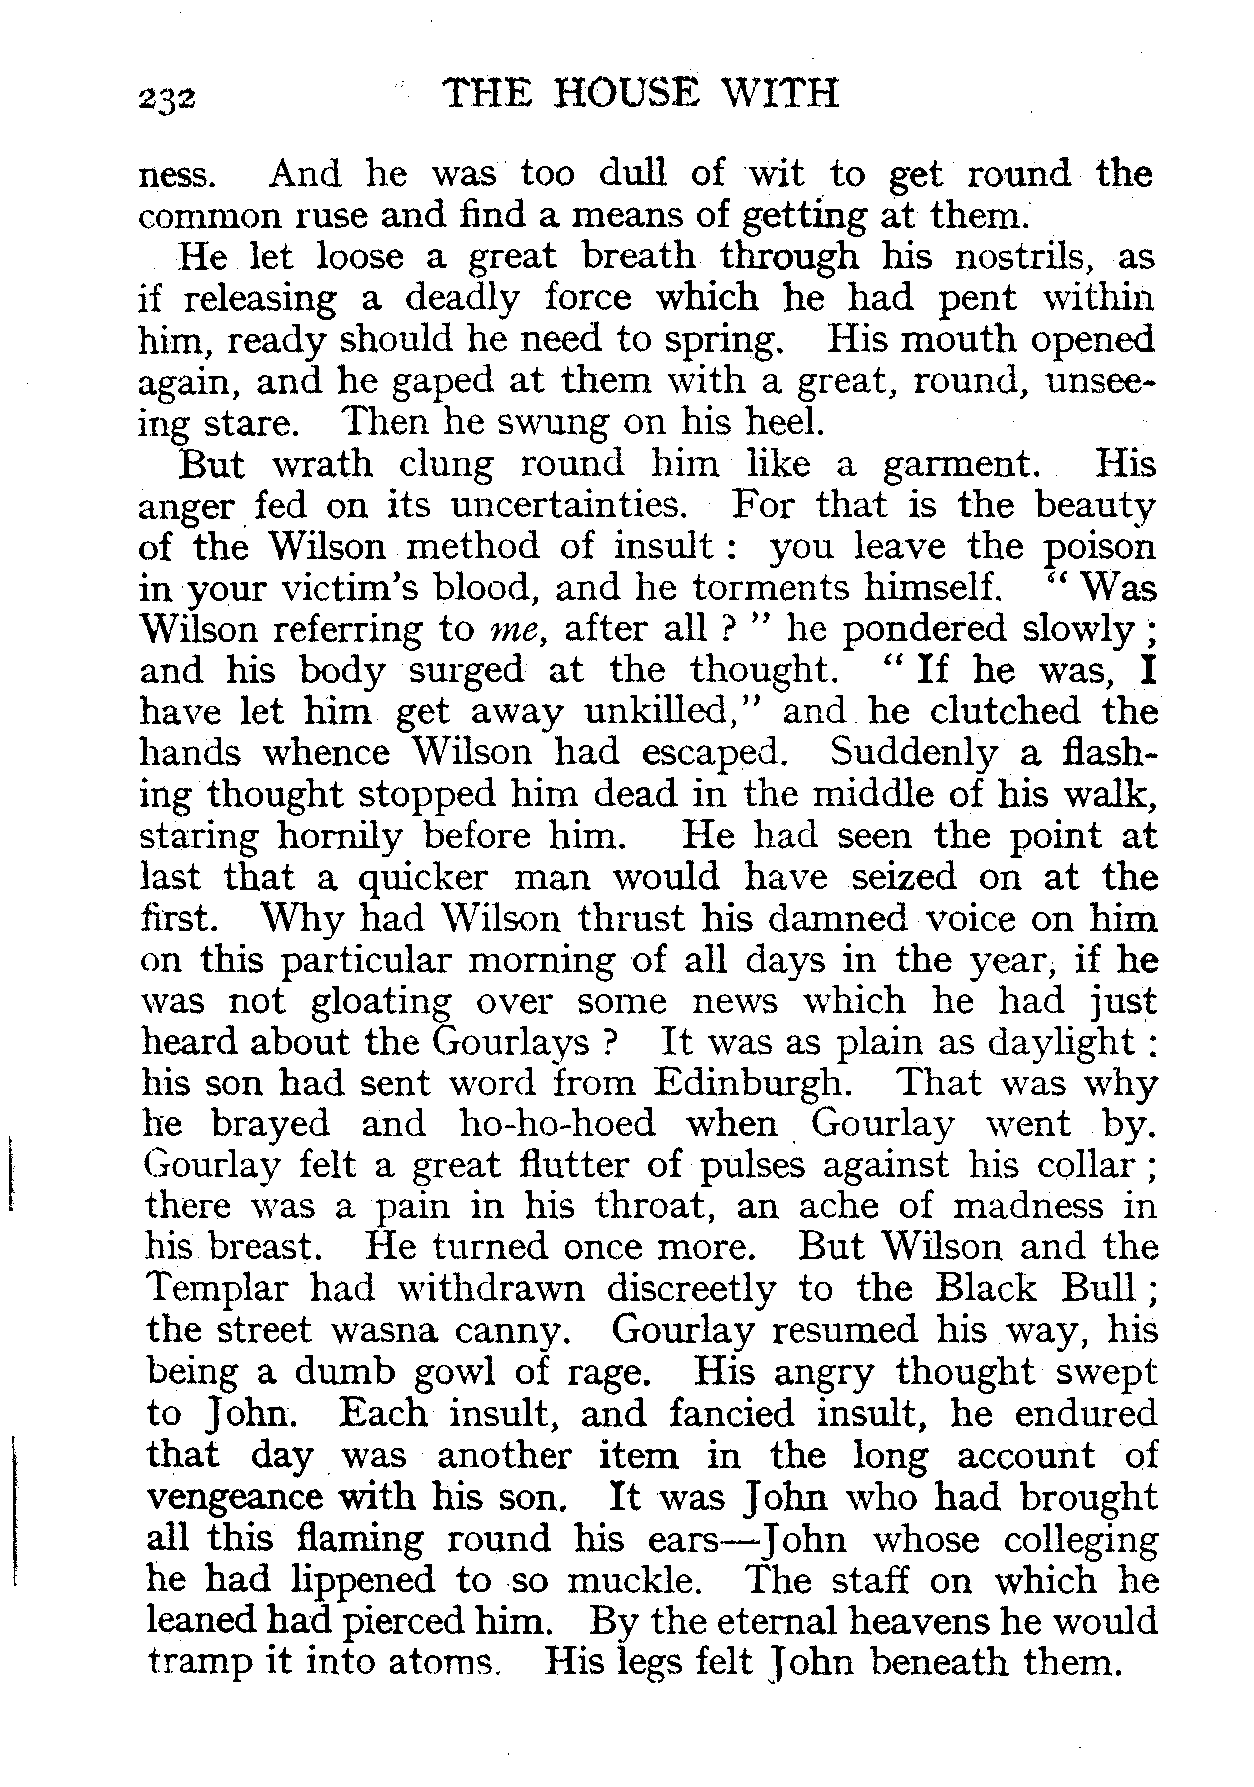 232 THE HOUSE WITH
ness. And he was too dull of wit to get round the
common ruse and find a means of getting at them.
He let loose a great breath through his nostrils, as
if releasing a deadly force which he had pent within
him, ready should he need to spring. His mouth opened
again, and he gaped at them with a great, round, unsee-
ing stare. Then he swung on his heel.
But wrath clung round him like a garment. His
anger fed on its uncertainties. For that is the beauty
of the Wilson method of insult : you leave the poison
in your victim's blood, and he torments himself. " Was
Wilson referring to me, after all ? " he pondered slowly ;
and his body surged at the thought. " If he was, I
have let him get away unkilled," and he clutched the
hands whence Wilson had escaped. Suddenly a flash-
ing thought stopped him dead in the middle of his walk,
staring hornily before him. He had seen the point at
last that a quicker man would have seized on at the
first. Why had Wilson thrust his damned voice on him
on this particular morning of all days in the year, if he
was not gloating over some news which he had just
heard about the Gourlays ? It was as plain as daylight :
his son had sent word from Edinburgh. That was why
he brayed and ho-ho-hoed when Gourlay went by.
Gourlay felt a great flutter of pulses against his collar ;
there was a pain in his throat, an ache of madness in
his breast. He turned once more. But Wilson and the
Templar had withdrawn discreetly to the Black Bull ;
the street wasna canny. Gourlay resumed his way, his
being a dumb gowl of rage. His angry thought swept
to John. Each insult, and fancied insult, he endured
that day was another item in the long account of
vengeance with his son. It was John who had brought
all this flaming round his ears—John whose colleging
he had lippened to so muckle. The staff on which he
leaned had pierced him. By the eternal heavens he would
tramp it into atoms. His legs felt John beneath them.